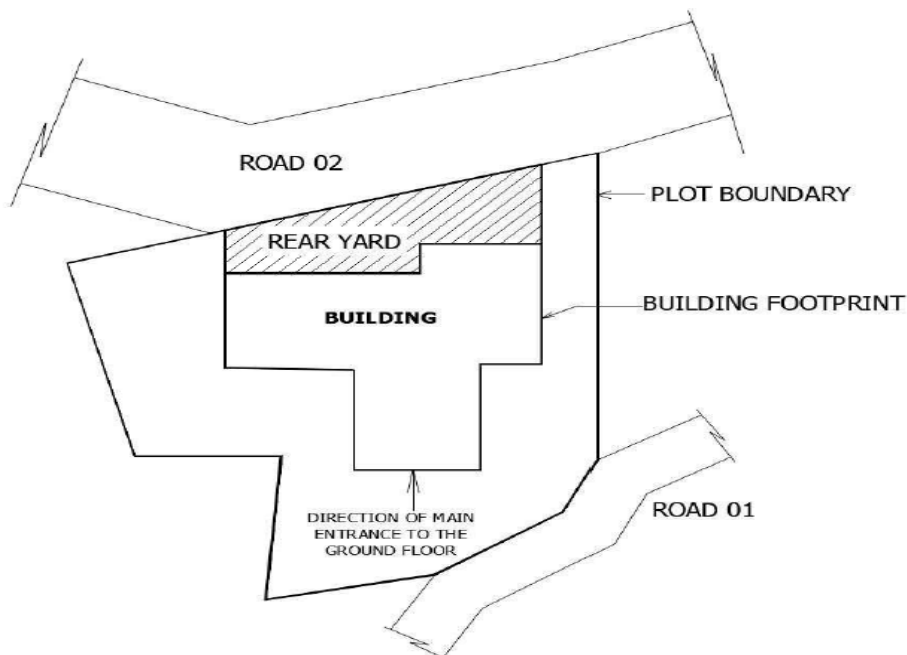 ROAD 02
PLOT BOUNDARY
REAR YARD
BUILDING FOOTPRINT
BUILDING
ROAD 01
DIRECTION OF MAIN
ENTRANCE TO THE
GROUND FLOOR